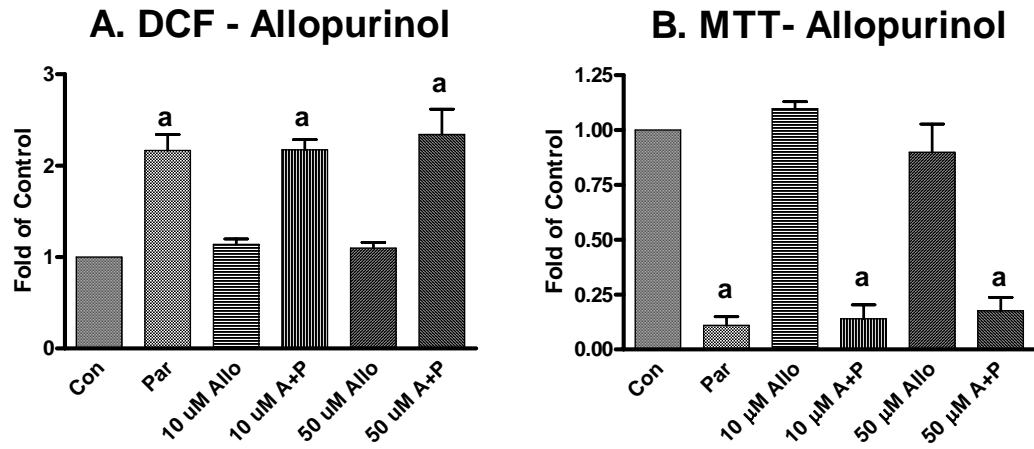 A. DCF - Allopurinol
Fold of Control
3
2
1
0
a
a
a
Con
Par
10 uM Allo
10 uM A+P
50 uM Allo
50 uM A+P
B. MTT- Allopurinol
Fold of Control
1.25
1.00
0.75
0.50
0.25
0.00
a
a
a
Con
Par
10 μM Allo
10 μM A+P
50 μM Allo
50 μM A+P